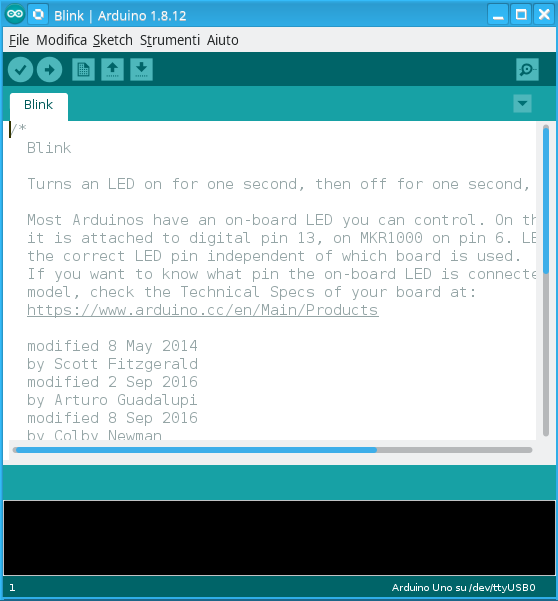 Blink | Arduino 1.8.12
File Modifica Sketch Strumenti Aiuto
Blink
/*
Blink
Turns an LED on for one second, then off for one second,
Most Arduinos have an on-board LED you can control. On th
it is attached to digital pin 13, on MKR1000 on pin 6. LE
the correct LED pin independent of which board is used.
If you want to know what pin the on-board LED is connecte
model, check the Technical Specs of your board at:
https://www.arduino.cc/en/Main/Products
modified 8 May 2014
by Scott Fitzgerald
modified 2 Sep 2016
by Arturo Guadalupi
modified 8 Sep 2016
by Colby Newman
1
Arduino Uno su /dev/ttyUSB0